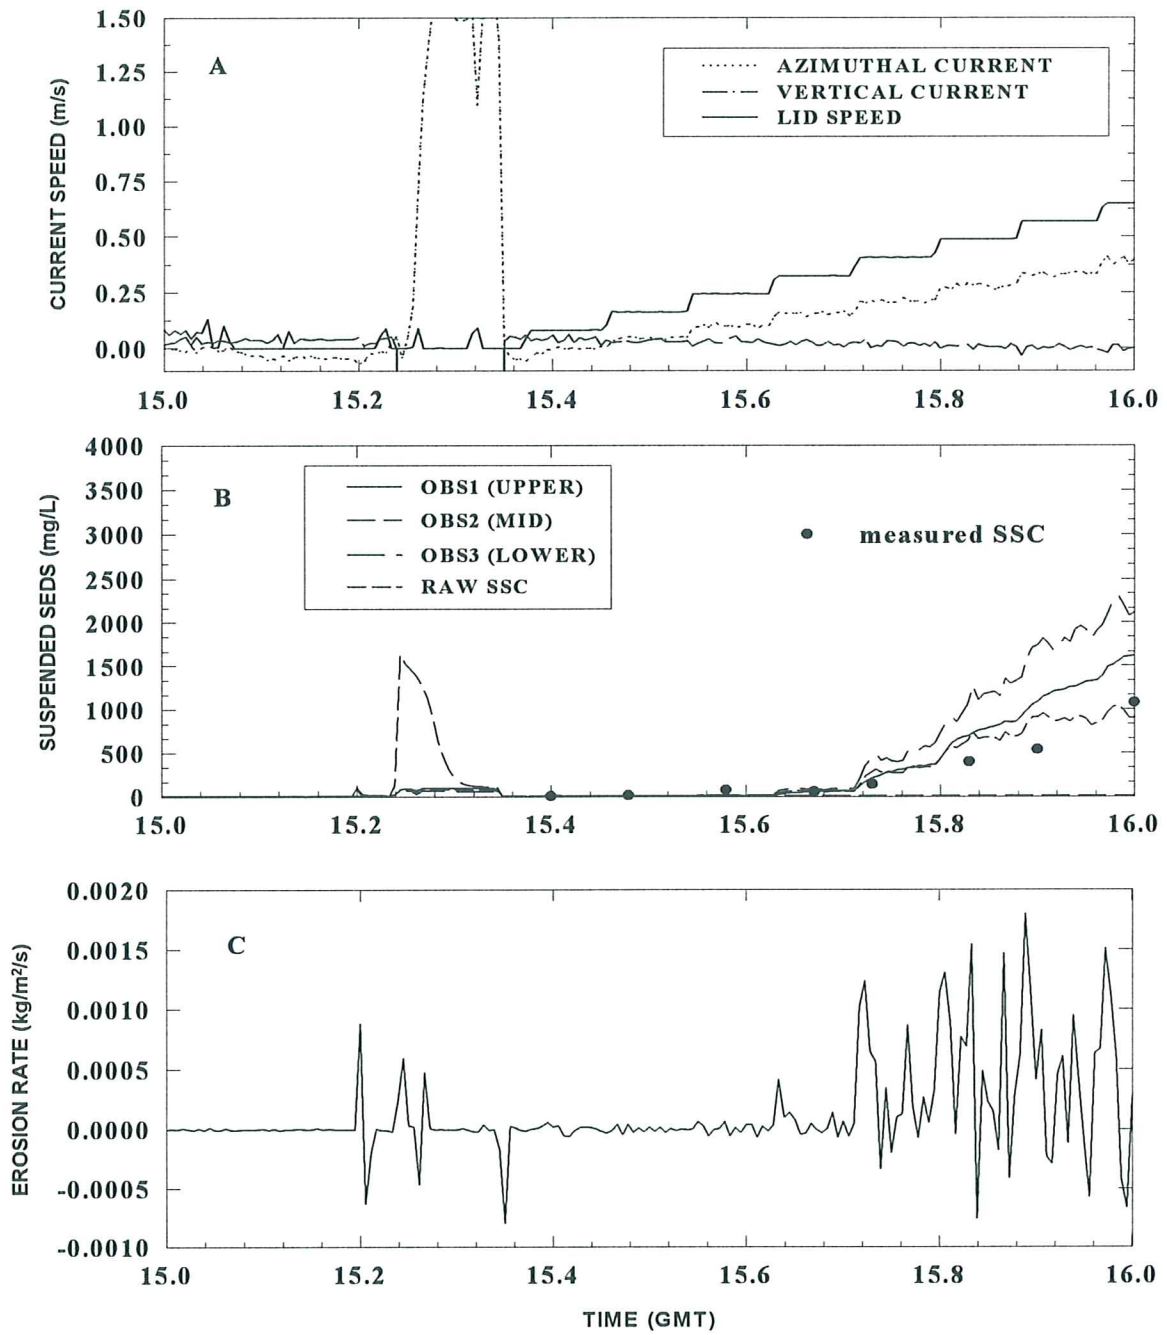 1.50
1.25
1.00
0.75
0.50
0.25
0.00
CURRENT SPEED (m/s)
A
AZIMUTHAL CURRENT
VERTICAL CURRENT
LID SPEED
15.0 15.2 15.4 15.6 15.8 16.0
4000
3500
3000
2500
2000
1500
1000
500
0
SUSPENDED SEDS (mg/L)
B
OBS1 (UPPER)
OBS2 (MID)
OBS3 (LOWER)
RAW SSC
measured SSC
15.0 15.2 15.4 15.6 15.8 16.0
0.0020
0.0015
0.0010
0.0005
0.0000
-0.0005
-0.0010
EROSION RATE (kg/m²/s)
C
15.0 15.2 15.4 15.6 15.8 16.0
TIME (GMT)